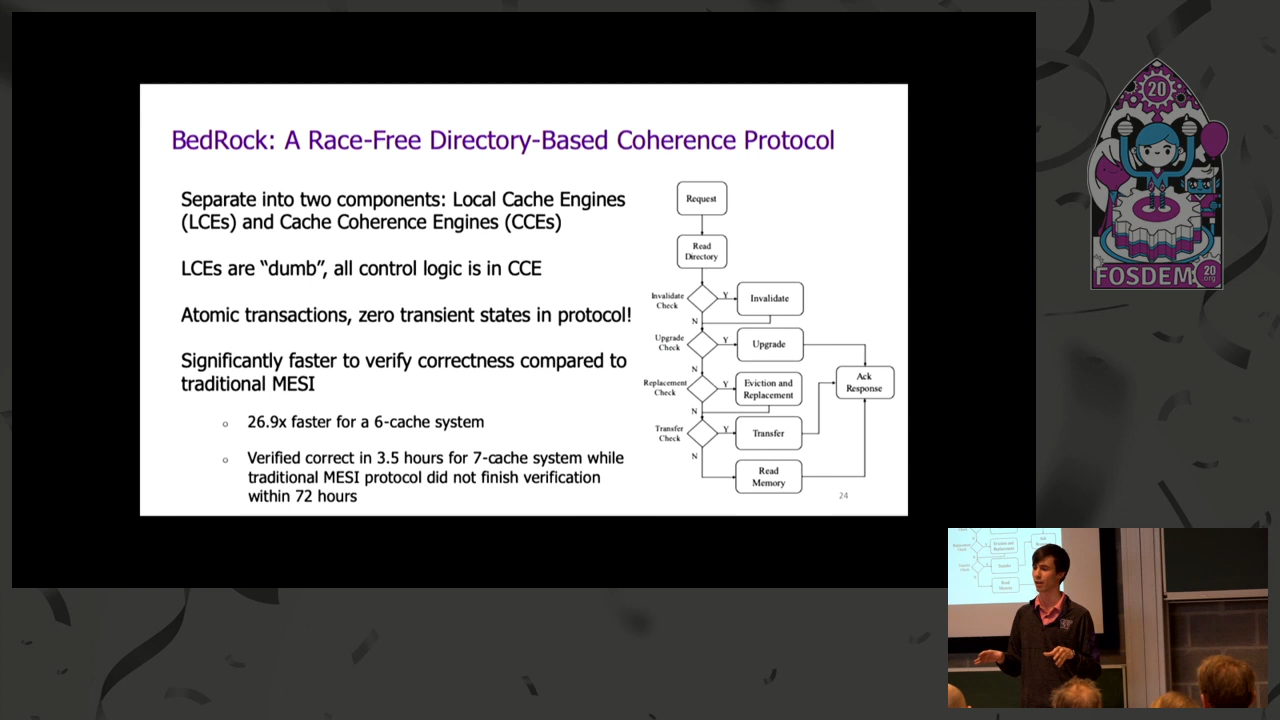 BedRock: A Race-Free Directory-Based Coherence Protocol
Separate into two components: Local Cache Engines
(LCEs) and Cache Coherence Engines (CCEs)
LCEs are “dumb”, all control logic is in CCE
Atomic transactions, zero transient states in protocol!
Significantly faster to verify correctness compared to
traditional MESI
26.9x faster for a 6-cache system
Verified correct in 3.5 hours for 7-cache system while
traditional MESI protocol did not finish verification
within 72 hours
Request
Read
Directory
Invalidate
Check
Y
Invalidate
N
Upgrade
Check
Y
Upgrade
N
Ack
Response
Replacement
Check
Y
Eviction and
Replacement
N
Transfer
Check
Y
Transfer
N
Read
Memory
24
20
FOSDEM
20
.org